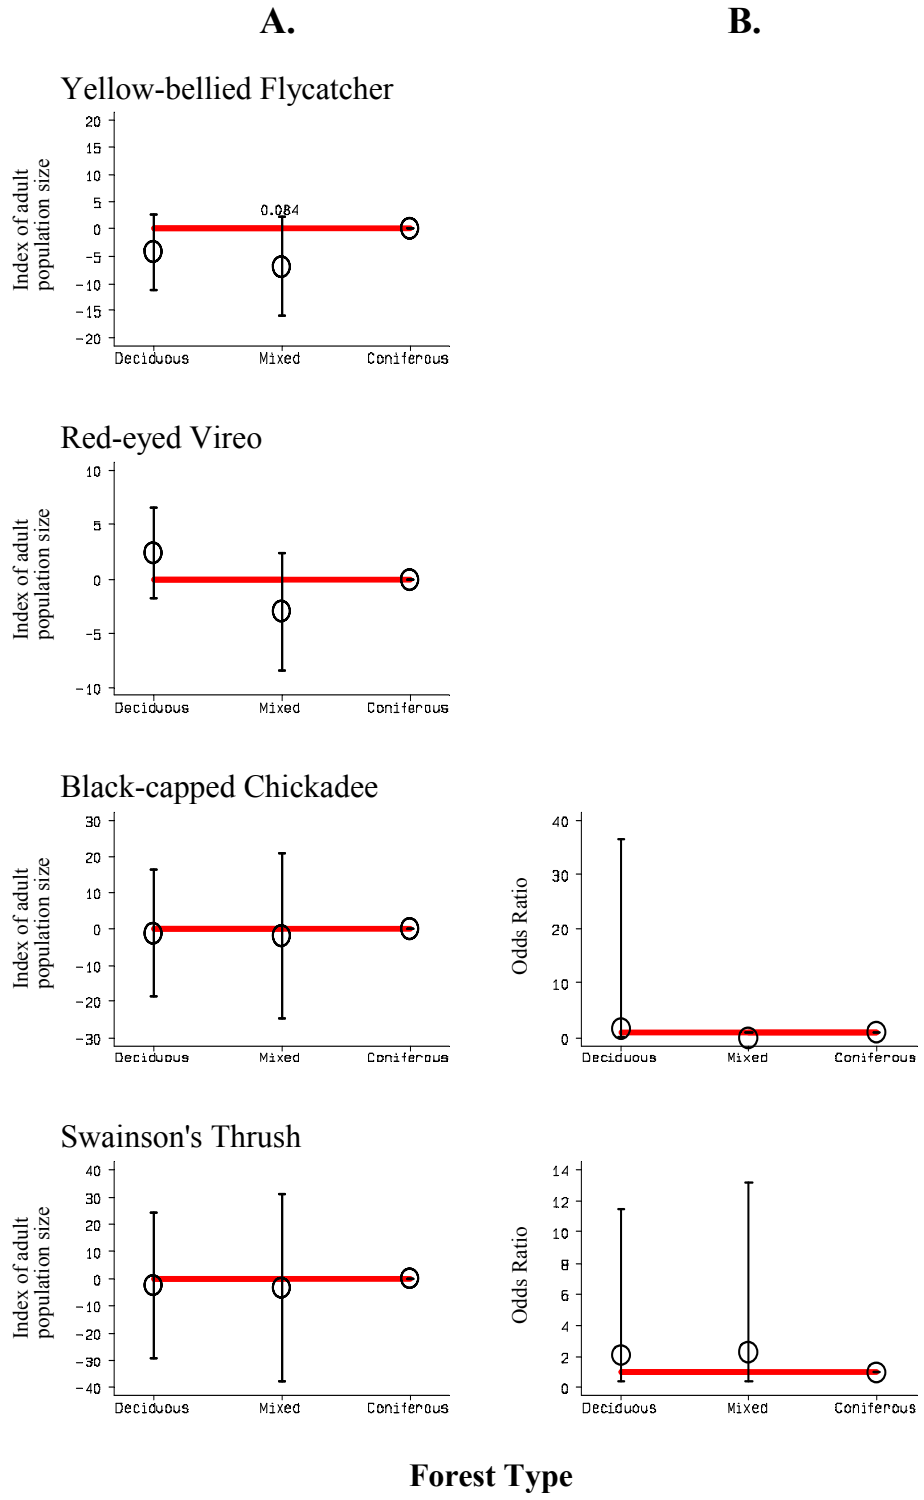 A.
B.
Yellow-bellied Flycatcher
Index of adult
population size
20
15
10
5
0
-5
-10
-15
-20
0.084
Deciduous Mixed Coniferous
Red-eyed Vireo
Index of adult
population size
10
5
0
-5
-10
Deciduous Mixed Coniferous
Black-capped Chickadee
Index of adult
population size
30
20
10
0
-10
-20
-30
Deciduous Mixed Coniferous
Odds Ratio
40
30
20
10
0
Deciduous Mixed Coniferous
Swainson's Thrush
Index of adult
population size
40
30
20
10
0
-10
-20
-30
-40
Deciduous Mixed Coniferous
Odds Ratio
14
12
10
8
6
4
2
0
Deciduous Mixed Coniferous
Forest Type